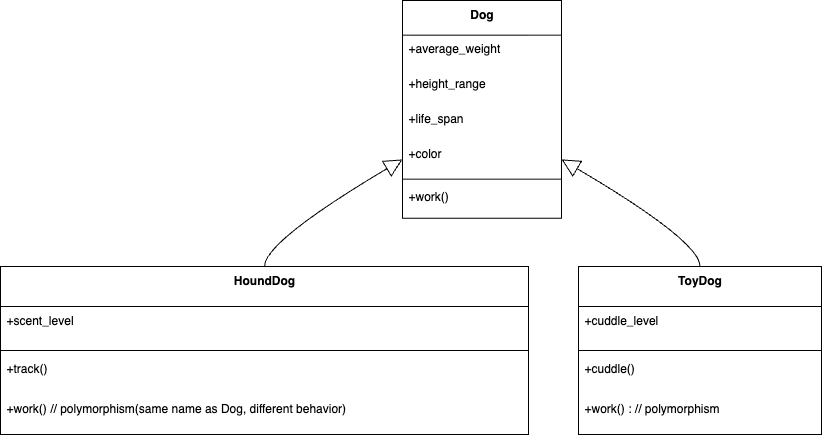 Dog
+average_weight
+height_range
+life_span
+color
+work()
HoundDog
+scent_level
+track()
+work() // polymorphism(same name as Dog, different behavior)
ToyDog
+cuddle_level
+cuddle()
+work() : // polymorphism